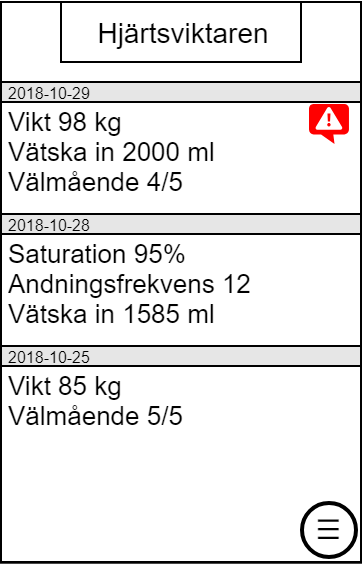 Hjärtsviktaren
2018-10-29
Vikt 98 kg
Vätska in 2000 ml
Välmående 4/5
2018-10-28
Saturation 95%
Andningsfrekvens 12
Vätska in 1585 ml
2018-10-25
Vikt 85 kg
Välmående 5/5